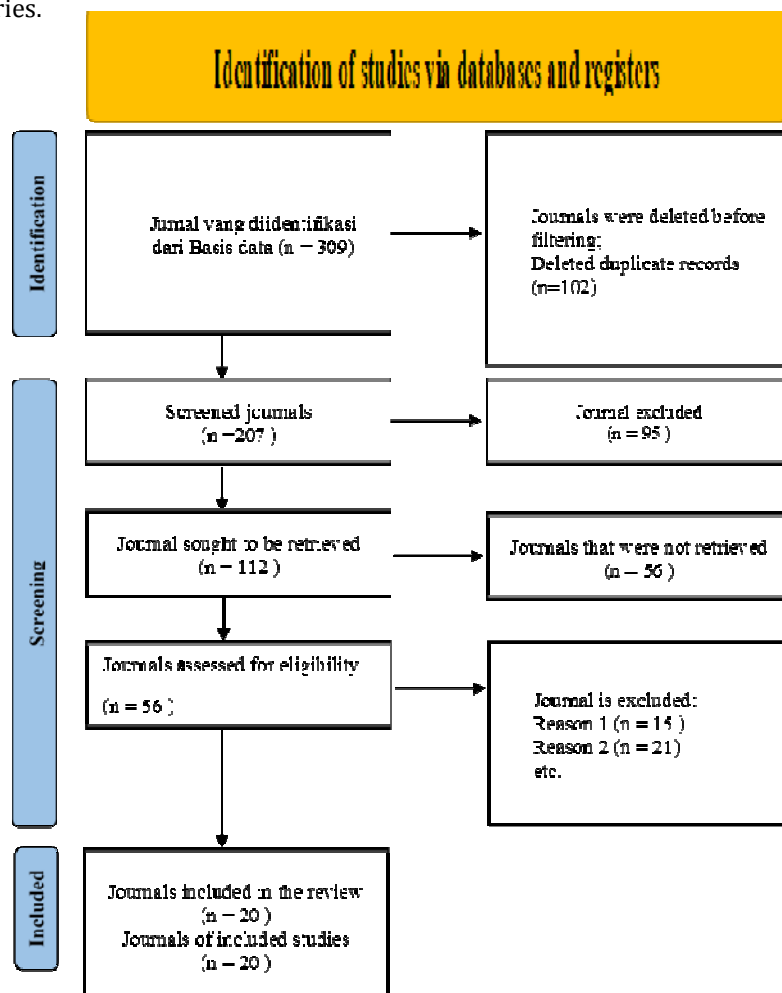 ries.
Identification of studies via databases and registers
Identification
Jurnal yang diidentifikasi
dari Basis data (n = 309)
Journals were deleted before
filtering:
Deleted duplicate records
(n=102)
Screening
Screened journals
(n =207 )
Journal excluded
(n = 95 )
Journal sought to be retrieved
(n = 112 )
Journals that were not retrieved
(n = 56 )
Journals assessed for eligibility
(n = 56 )
Journal is excluded:
Reason 1 (n = 15 )
Reason 2 (n = 21)
etc.
Included
Journals included in the review
(n = 20 )
Journals of included studies
(n = 20 )